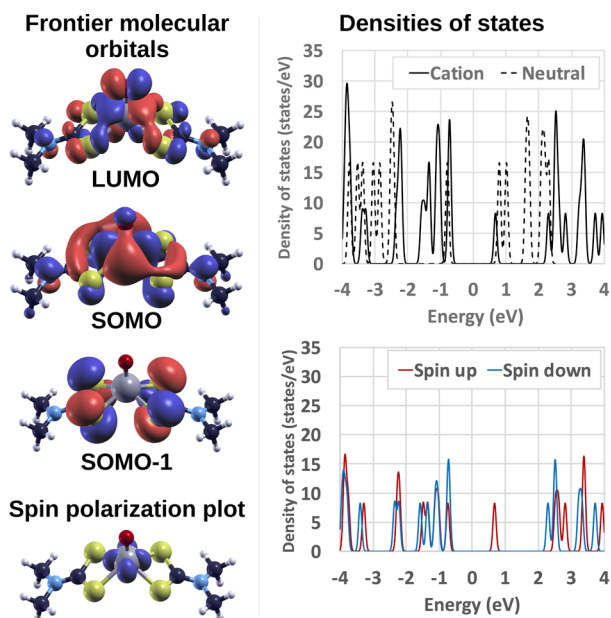 Frontier molecular
orbitals
LUMO
SOMO
SOMO-1
Spin polarization plot
Densities of states
Density of states (states/eV)
35
30
25
20
15
10
5
0
Cation
Neutral
-4 -3 -2 -1 0 1 2 3 4
Energy (eV)
Density of states (states/eV)
35
30
25
20
15
10
5
0
Spin up
Spin down
-4 -3 -2 -1 0 1 2 3 4
Energy (eV)